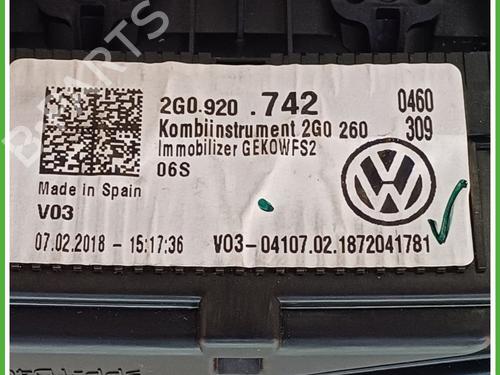 PARTS
2G0.920 .742 0460
Kombiinstrument 2G0 260 309
Immobilizer GEKOWFS2
06S
Made in Spain
V03
07.02.2018 - 15:17:36 V03-04107.02.1872041781